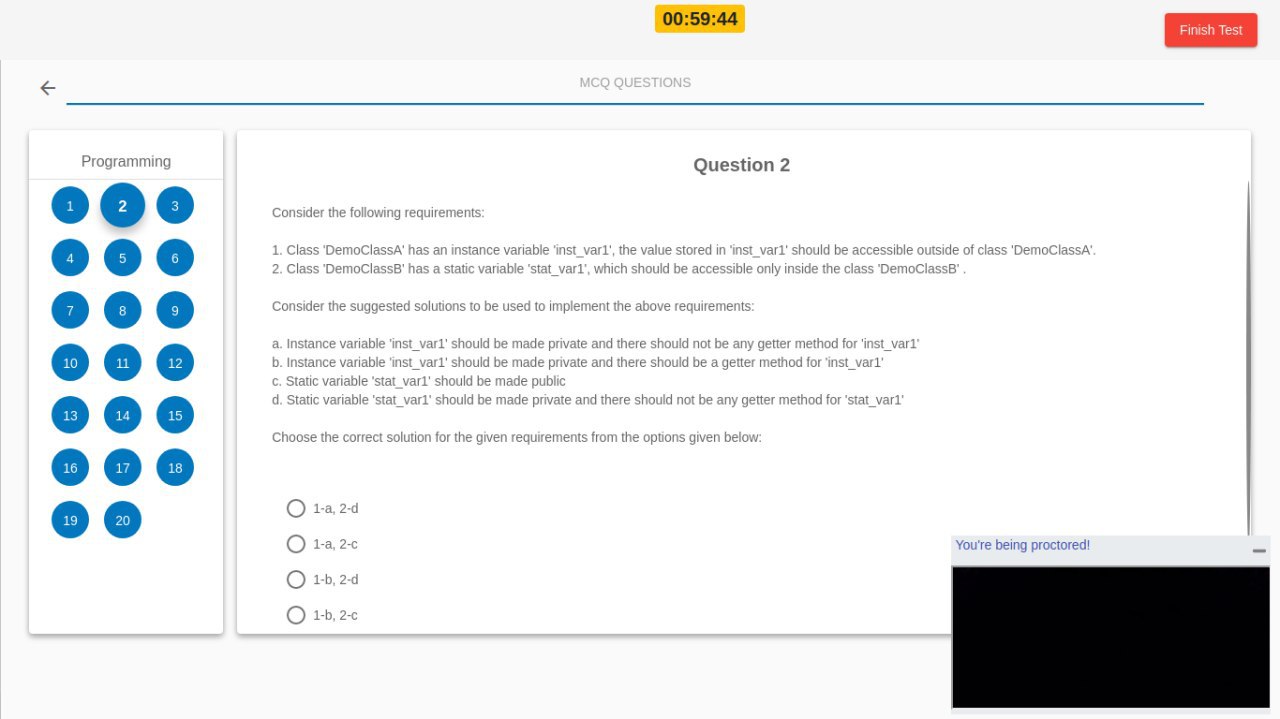 00:59:44
Finish Test
MCQ QUESTIONS
Programming
1 2 3
4 5 6
7 8 9
10 11 12
13 14 15
16 17 18
19 20
Question 2
Consider the following requirements:
1. Class 'DemoClassA' has an instance variable 'inst_var1', the value stored in 'inst_var1' should be accessible outside of class 'DemoClassA'.
2. Class 'DemoClassB' has a static variable 'stat_var1', which should be accessible only inside the class 'DemoClassB' .
Consider the suggested solutions to be used to implement the above requirements:
a. Instance variable 'inst_var1' should be made private and there should not be any getter method for 'inst_var1'
b. Instance variable 'inst_var1' should be made private and there should be a getter method for 'inst_var1'
c. Static variable 'stat_var1' should be made public
d. Static variable 'stat_var1' should be made private and there should not be any getter method for 'stat_var1'
Choose the correct solution for the given requirements from the options given below:
1-a, 2-d
1-a, 2-c
1-b, 2-d
1-b, 2-c
You're being proctored!